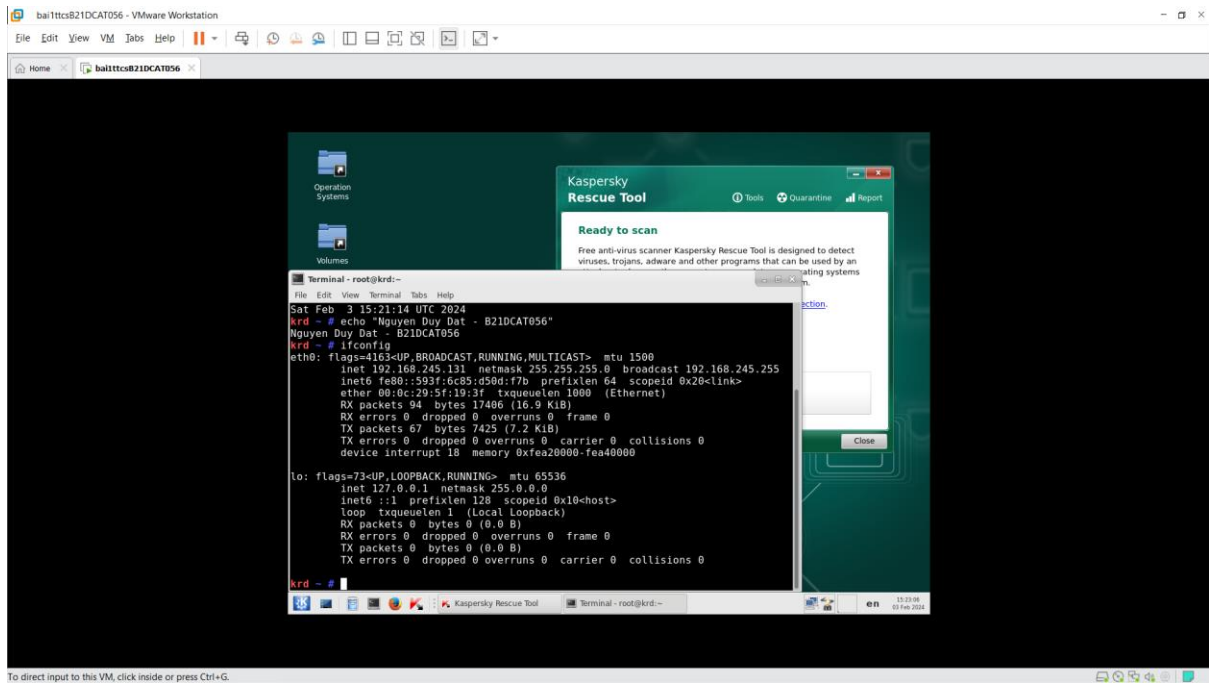 bai1ttcsB21DCAT056 - VMware Workstation
File Edit View VM Tabs Help
Home
bai1ttcsB21DCAT056
Operation
Systems
Volumes
Kaspersky
Rescue Tool
Tools Quarantine Report
Ready to scan
Free anti-virus scanner Kaspersky Rescue Tool is designed to detect
viruses, trojans, adware and other programs that can be used by an
ating systems
m.
ection.
Close
Terminal - root@krd:~
File Edit View Terminal Tabs Help
Sat Feb  3 15:21:14 UTC 2024
krd ~ # echo "Nguyen Duy Dat - B21DCAT056"
Nguyen Duy Dat - B21DCAT056
krd ~ # ifconfig
eth0: flags=4163<UP,BROADCAST,RUNNING,MULTICAST>  mtu 1500
inet 192.168.245.131  netmask 255.255.255.0  broadcast 192.168.245.255
inet6 fe80::593f:6c85:d50d:f7b  prefixlen 64  scopeid 0x20<link>
ether 00:0c:29:5f:19:3f  txqueuelen 1000  (Ethernet)
RX packets 94  bytes 17406 (16.9 KiB)
RX errors 0  dropped 0  overruns 0  frame 0
TX packets 67  bytes 7425 (7.2 KiB)
TX errors 0  dropped 0 overruns 0  carrier 0  collisions 0
device interrupt 18  memory 0xfea20000-fea40000
lo: flags=73<UP,LOOPBACK,RUNNING>  mtu 65536
inet 127.0.0.1  netmask 255.0.0.0
inet6 ::1  prefixlen 128  scopeid 0x10<host>
loop  txqueuelen 1  (Local Loopback)
RX packets 0  bytes 0 (0.0 B)
RX errors 0  dropped 0  overruns 0  frame 0
TX packets 0  bytes 0 (0.0 B)
TX errors 0  dropped 0 overruns 0  carrier 0  collisions 0
krd ~ #
Kaspersky Rescue Tool
Terminal - root@krd:~
en
15:23:06
03 Feb 2024
To direct input to this VM, click inside or press Ctrl+G.